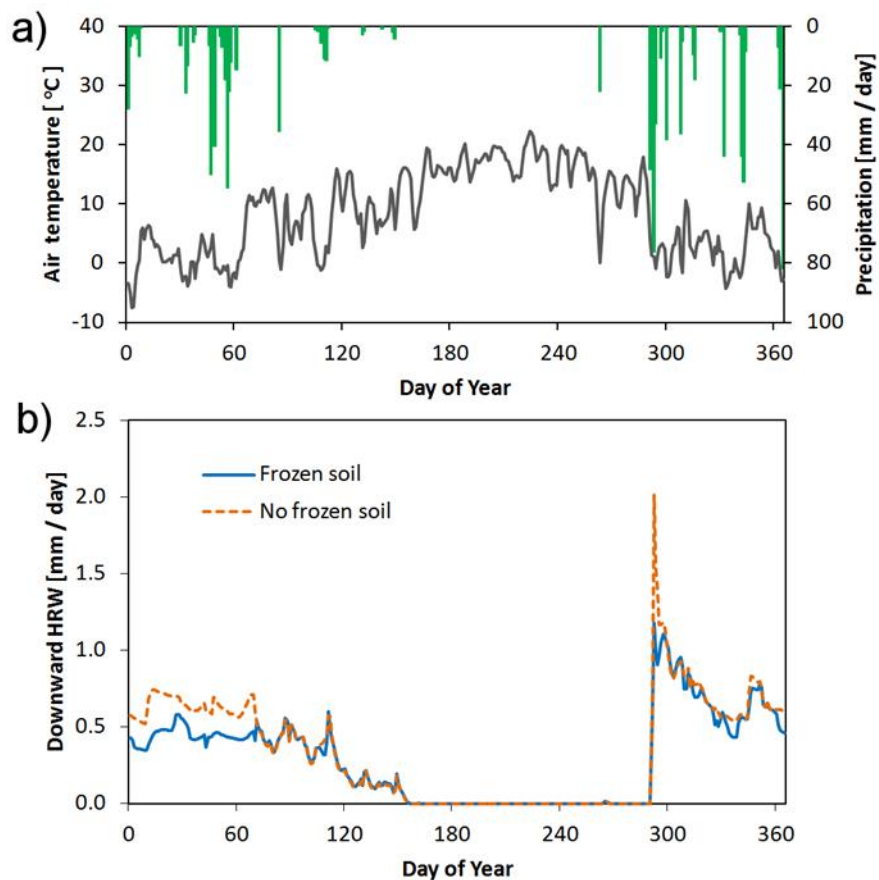 a)
40
30
20
10
0
-10
Air temperature [ °C]
0
20
40
60
80
100
Precipitation [mm / day]
0 60 120 180 240 300 360
Day of Year
b)
2.5
2.0
1.5
1.0
0.5
0.0
Downward HRW [mm / day]
Frozen soil
No frozen soil
0 60 120 180 240 300 360
Day of Year